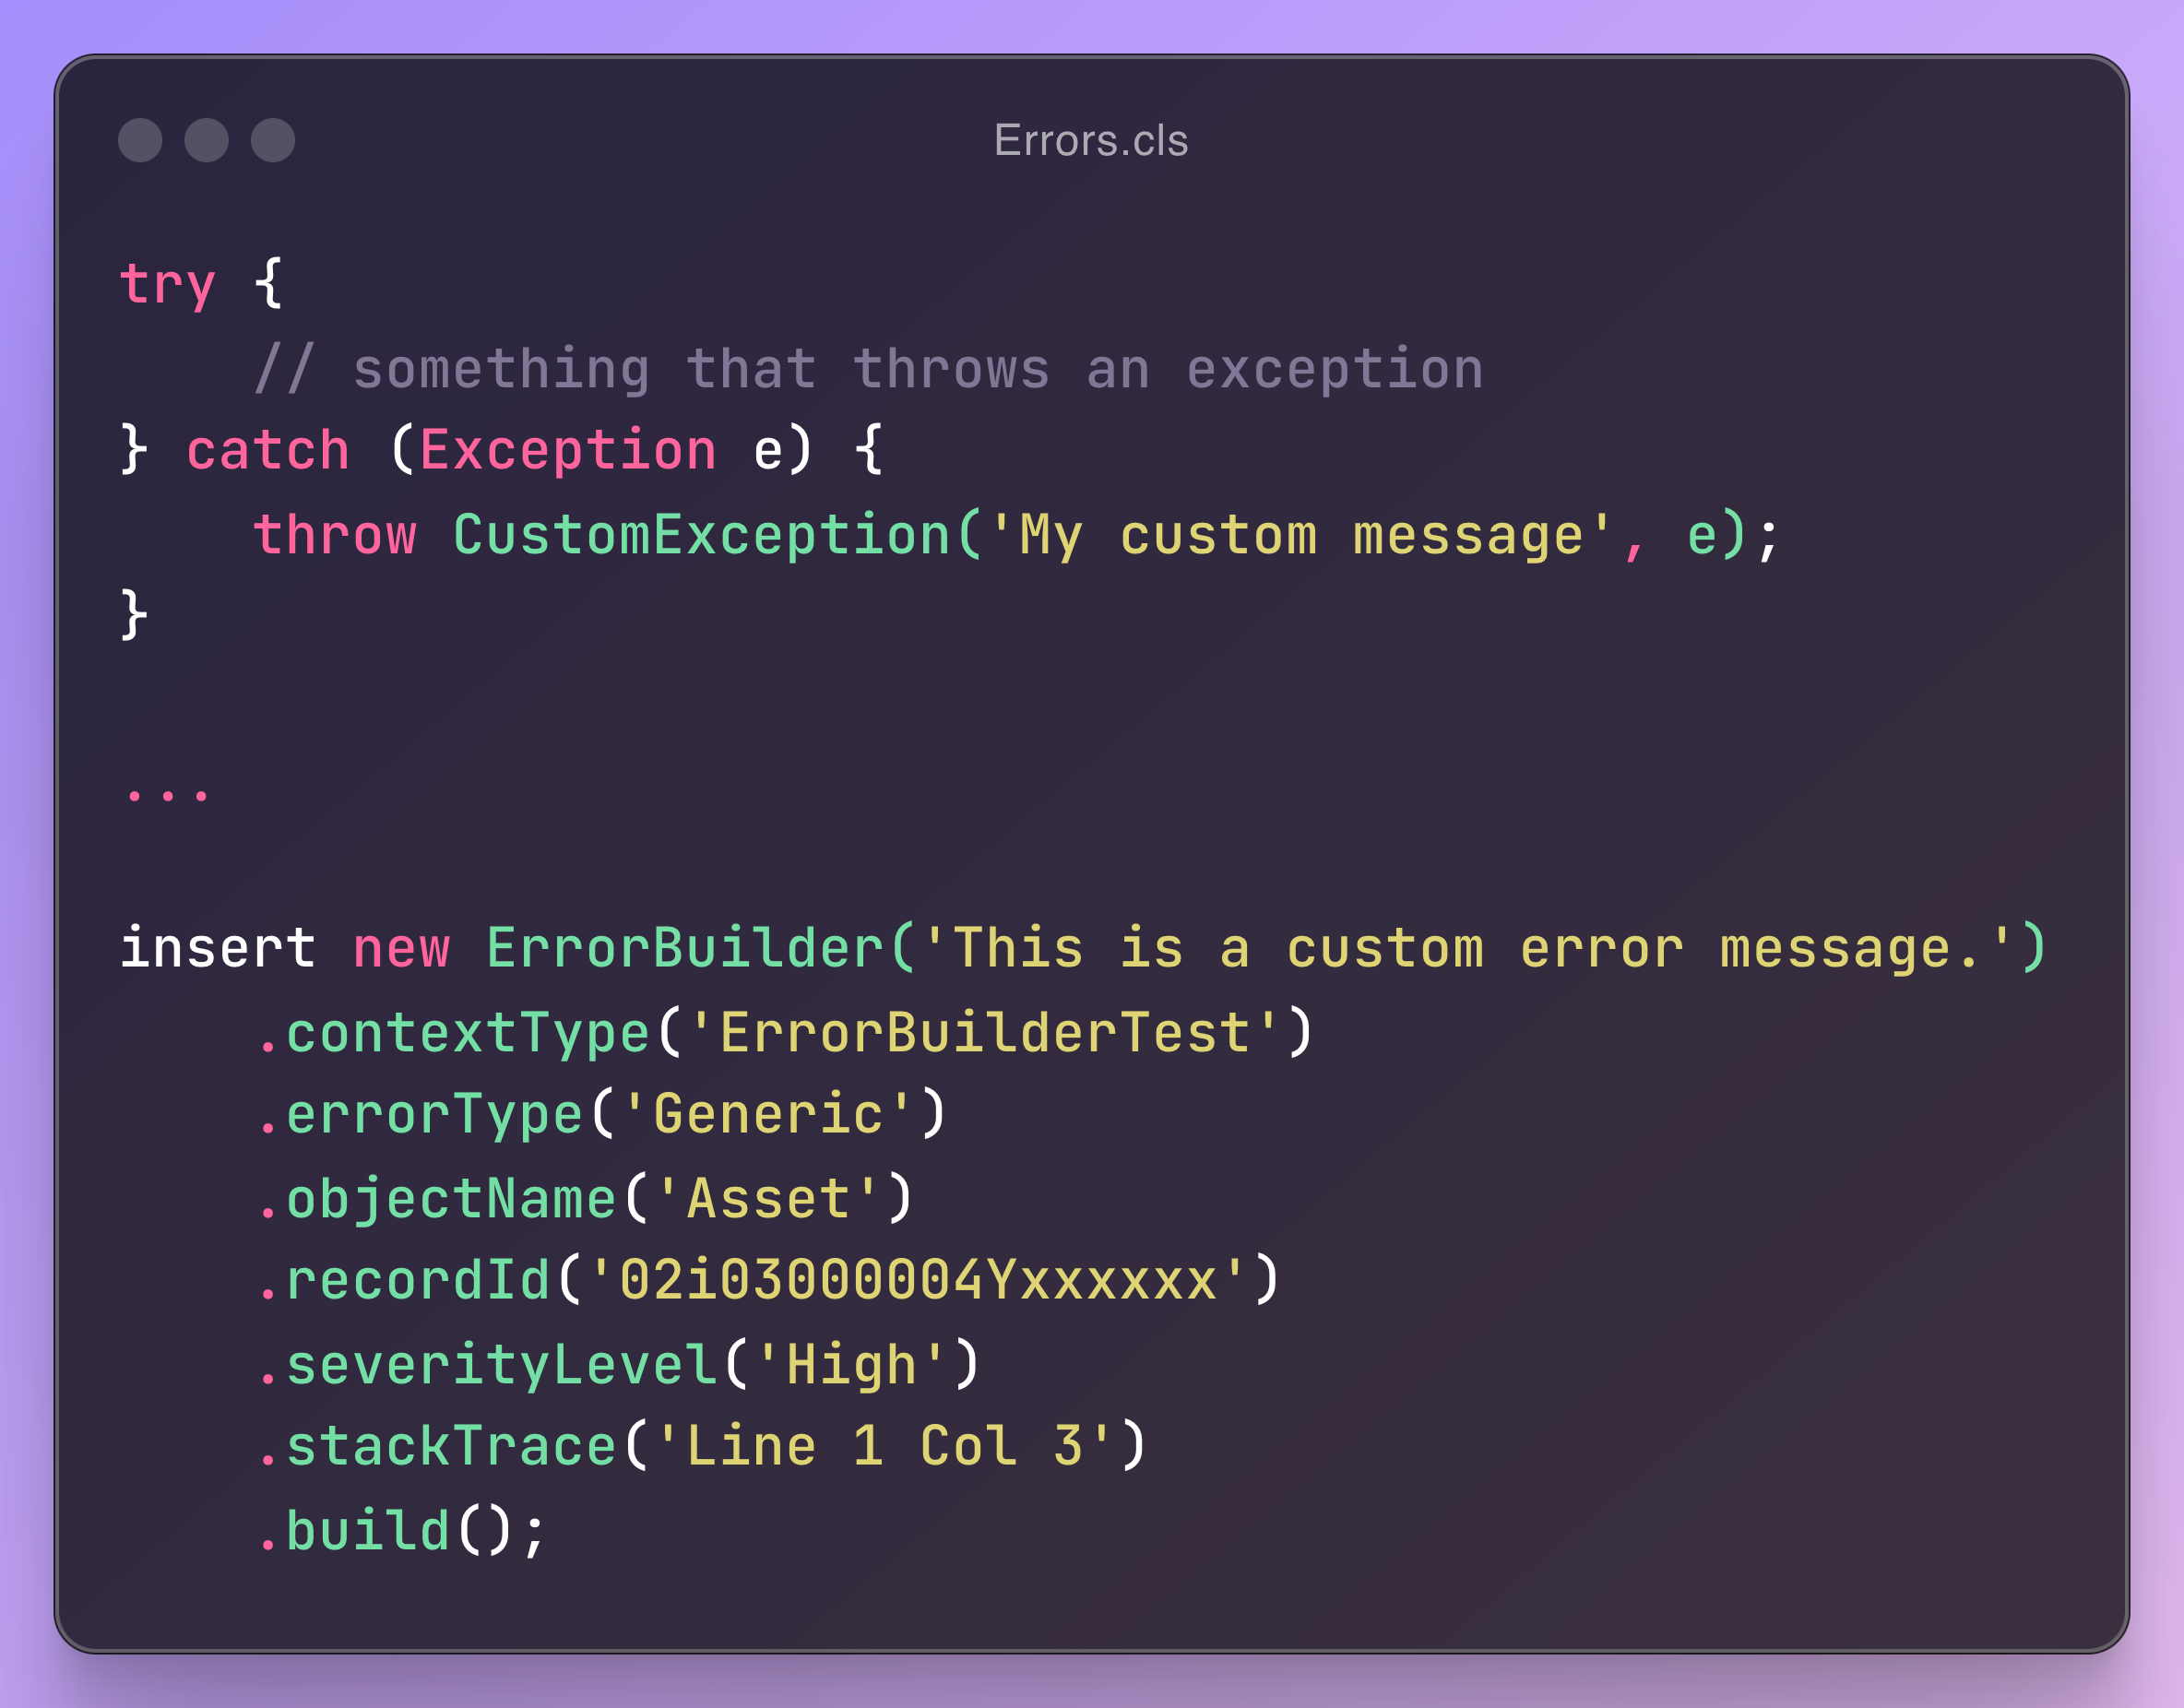 Errors.cls
try {
    // something that throws an exception
} catch (Exception e) {
    throw CustomException('My custom message', e);
}
...
insert new ErrorBuilder('This is a custom error message.')
    .contextType('ErrorBuilderTest')
    .errorType('Generic')
    .objectName('Asset')
    .recordId('02i0300000004Yxxxxxx')
    .severityLevel('High')
    .stackTrace('Line 1 Col 3')
    .build();